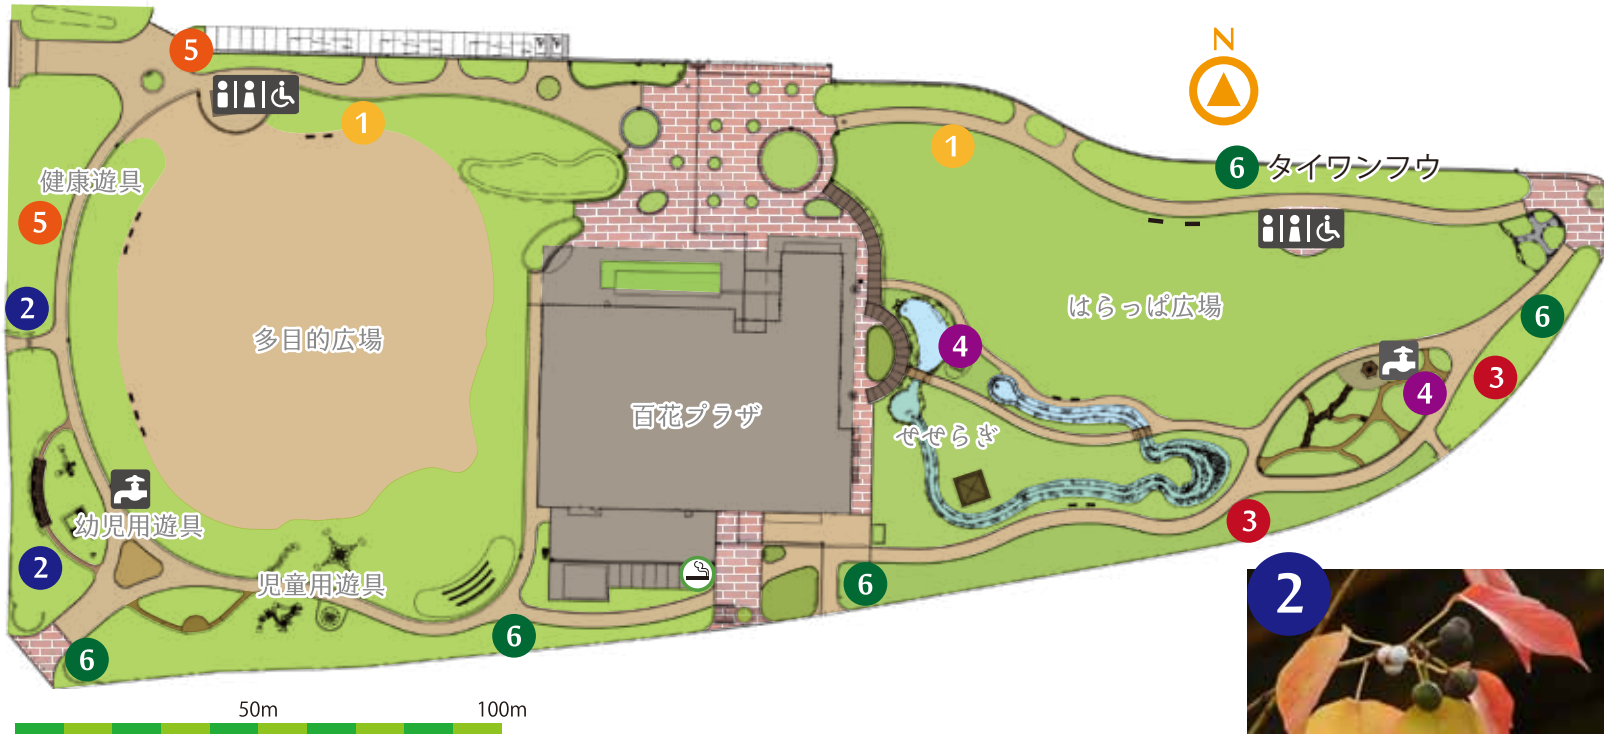 N
5
1
1
6 タイワンフウ
健康遊具
5
2
はらっぱ広場
6
多目的広場
4
3
4
百花プラザ
せせらぎ
幼児用遊具
3
2
児童用遊具
6
2
6
6
50m 100m